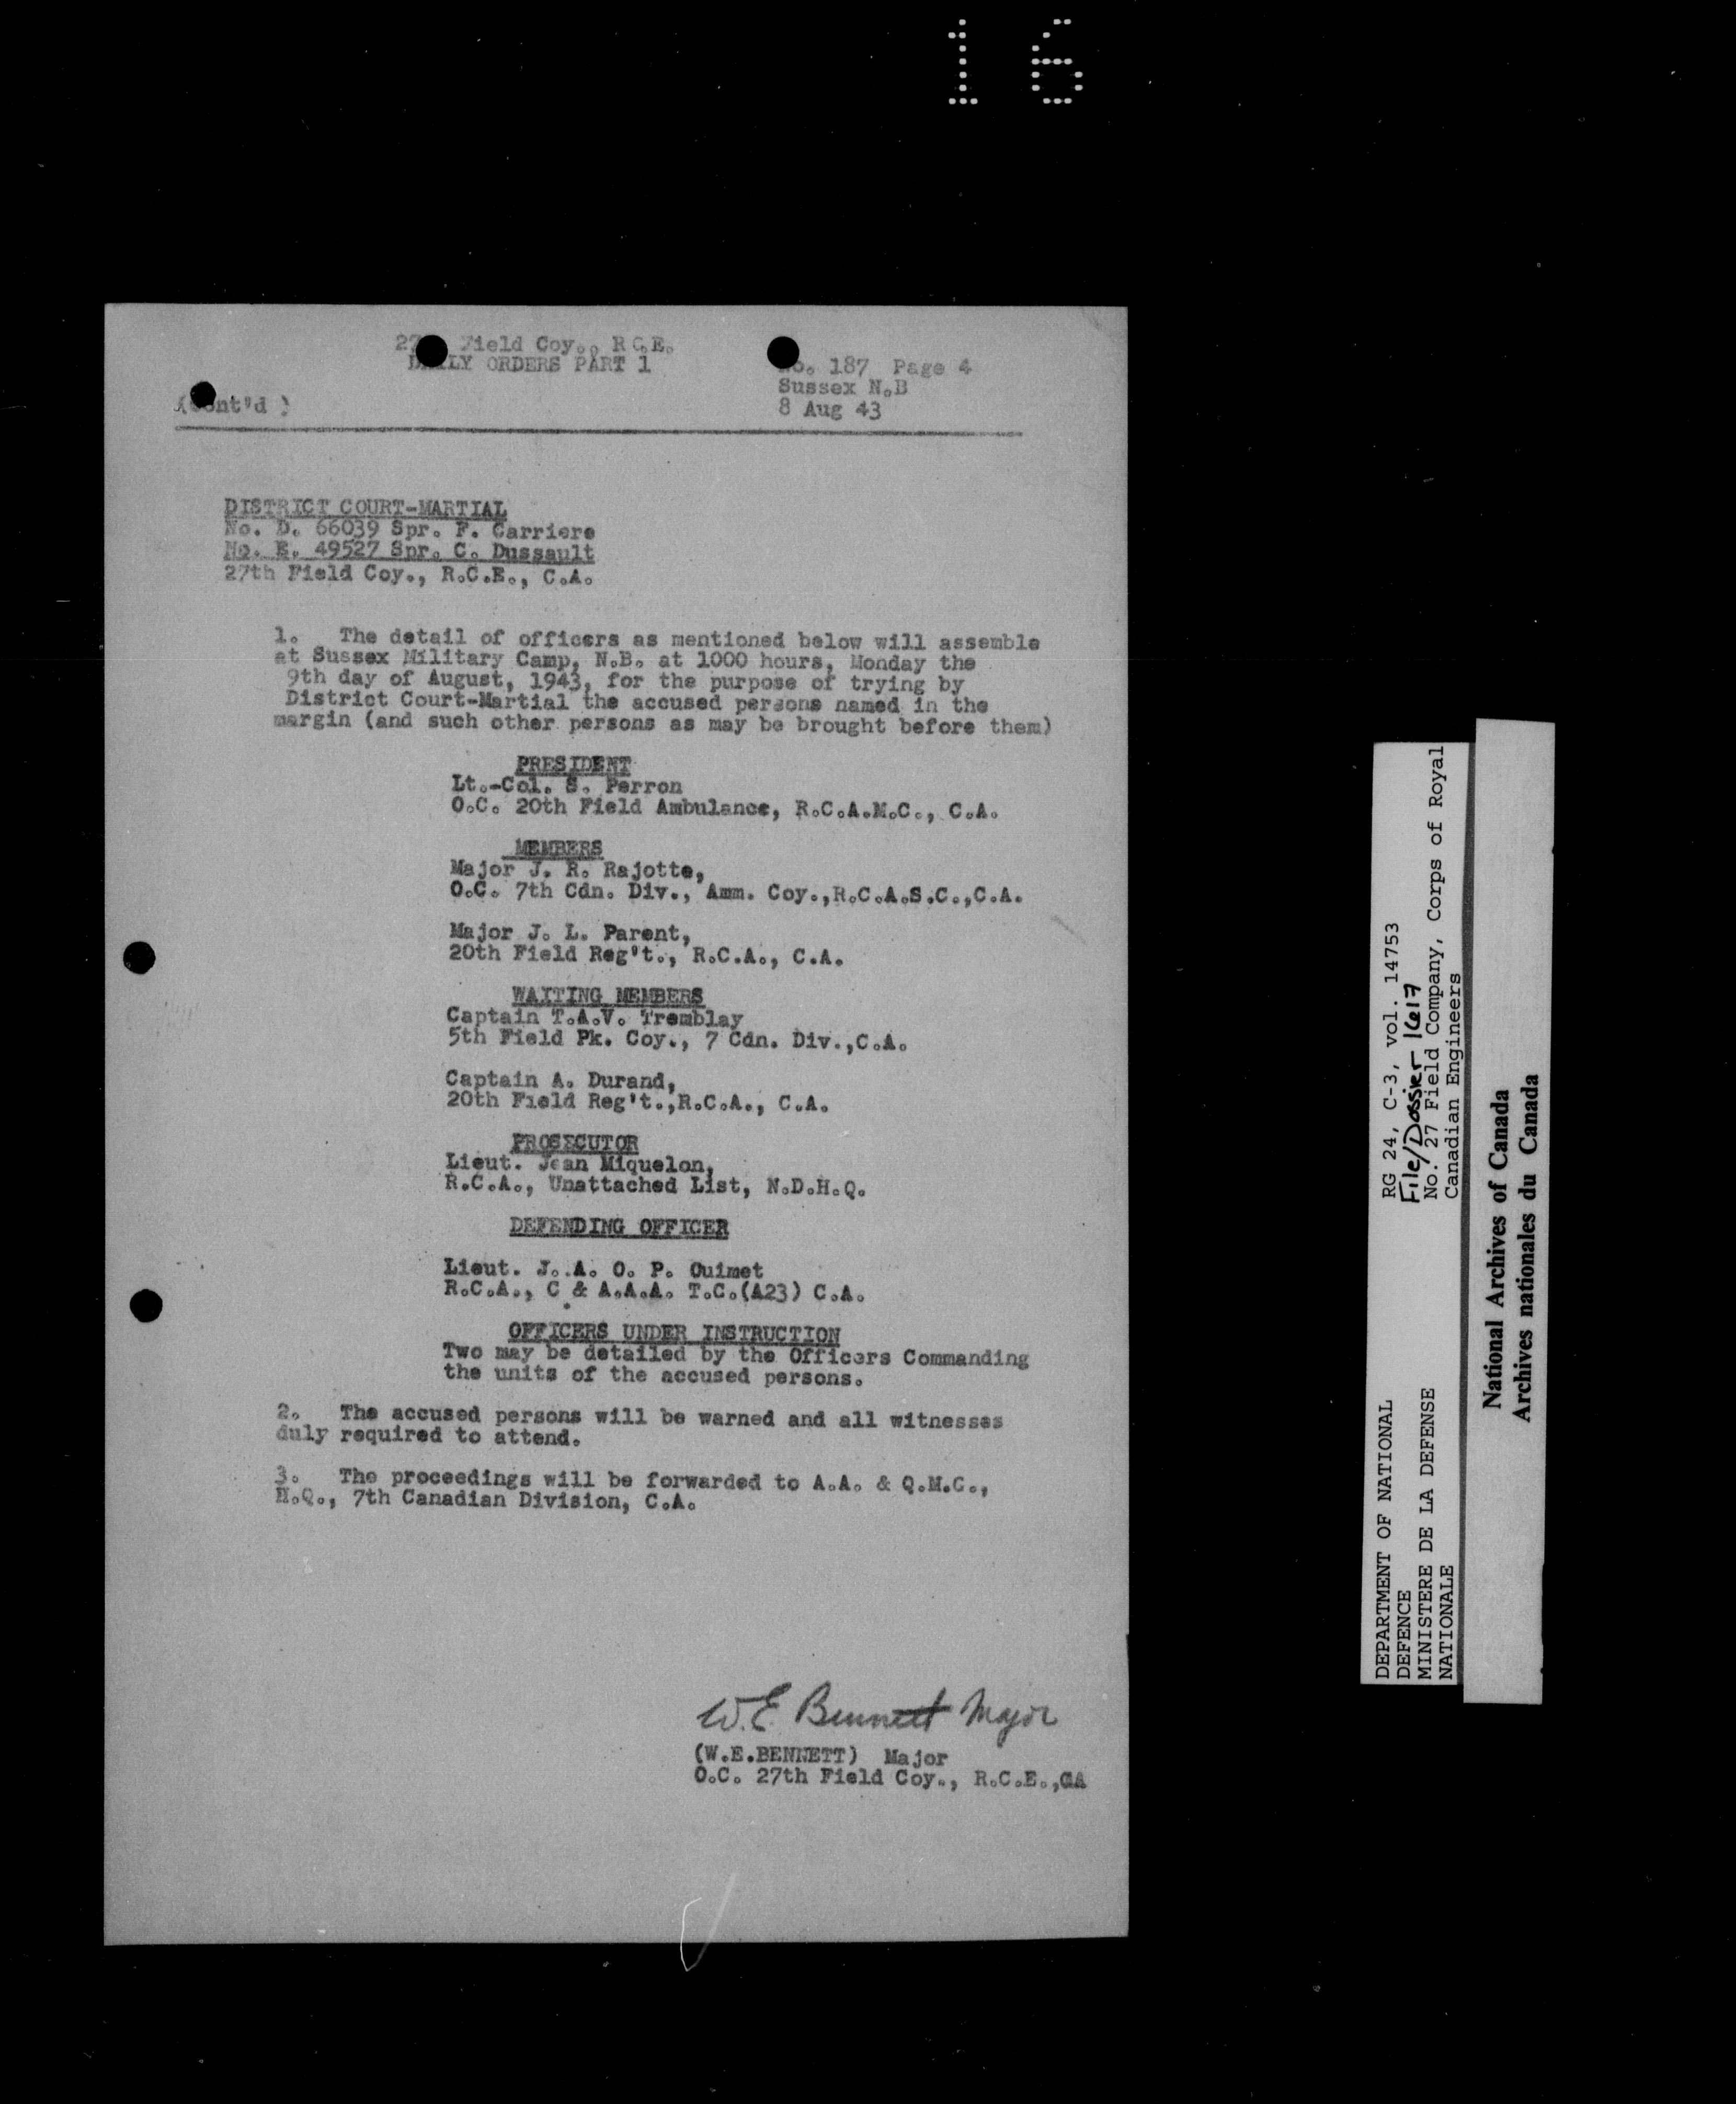 16
27 Field Coy., R.C.E.
DAILY ORDERS PART 1
No. 187 Page 4
Sussex N.B
8 Aug 43
(Cont'd )
DISTRICT COURT-MARTIAL
No. D. 66039 Spr. F. Carriere
No. E. 49527 Spr. C. Dussault
27th Field Coy., R.C.E., C.A.
1. The detail of officers as mentioned below will assemble
at Sussex Military Camp, N.B. at 1000 hours, Monday the
9th day of August, 1943, for the purpose of trying by
District Court-Martial the accused persons named in the
margin (and such other persons as may be brought before them)
PRESIDENT
Lt.-Col. S. Perron
O.C. 20th Field Ambulance, R.C.A.M.C., C.A.
MEMBERS
Major J. R. Rajotte,
O.C. 7th Cdn. Div., Amm. Coy.,R.C.A.S.C.,C.A.
Major J. L. Parent,
20th Field Reg't., R.C.A., C.A.
WAITING MEMBERS
Captain T.A.V. Tremblay
5th Field Pk. Coy., 7 Cdn. Div.,C.A.
Captain A. Durand,
20th Field Reg't.,R.C.A., C.A.
PROSECUTOR
Lieut. Jean Miquelon,
R.C.A., Unattached List, N.D.H.Q.
DEFENDING OFFICER
Lieut. J.A. O. P. Ouimet
R.C.A., C & A.A.A. T.C.(A23) C.A.
OFFICERS UNDER INSTRUCTION
Two may be detailed by the Officers Commanding
the units of the accused persons.
2. The accused persons will be warned and all witnesses
duly required to attend.
3. The proceedings will be forwarded to A.A. & Q.M.G.,
H.Q., 7th Canadian Division, C.A.
W.E. Bennett Major
(W.E.BENNETT) Major
O.C. 27th Field Coy., R.C.E.,CA
DEPARTMENT OF NATIONAL
DEFENCE
MINISTERE DE LA DEFENSE
NATIONALE
RG 24, C-3, vol. 14753
File/Dossier 1617
No. 27 Field Company, Corps of Royal
Canadian Engineers
National Archives of Canada
Archives nationales du Canada